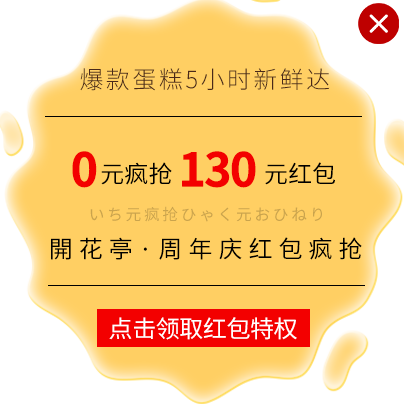 爆款蛋糕5小时新鲜达
0元疯抢 130 元红包
いち元疯抢ひゃく元おひねり
開花亭·周年庆红包疯抢
点击领取红包特权